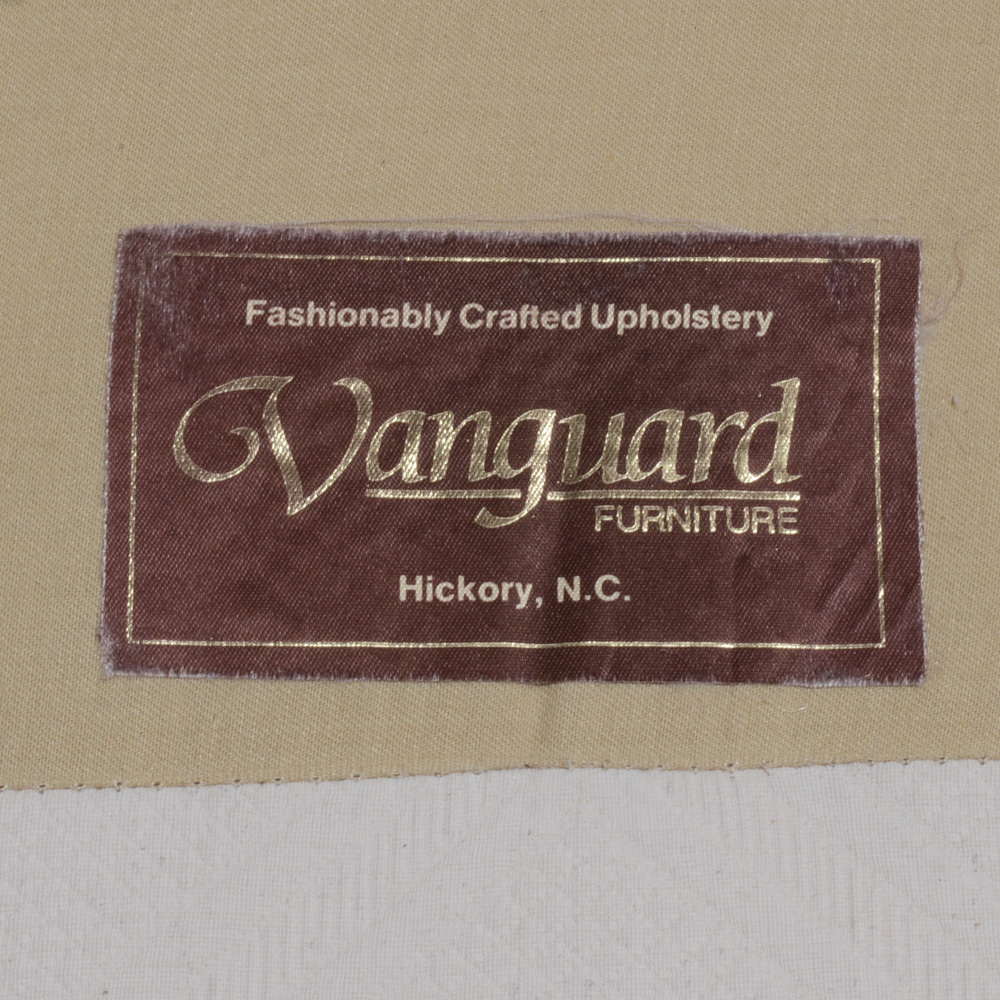 Fashionably Crafted Upholstery
Vanguard
FURNITURE
Hickory, N.C.